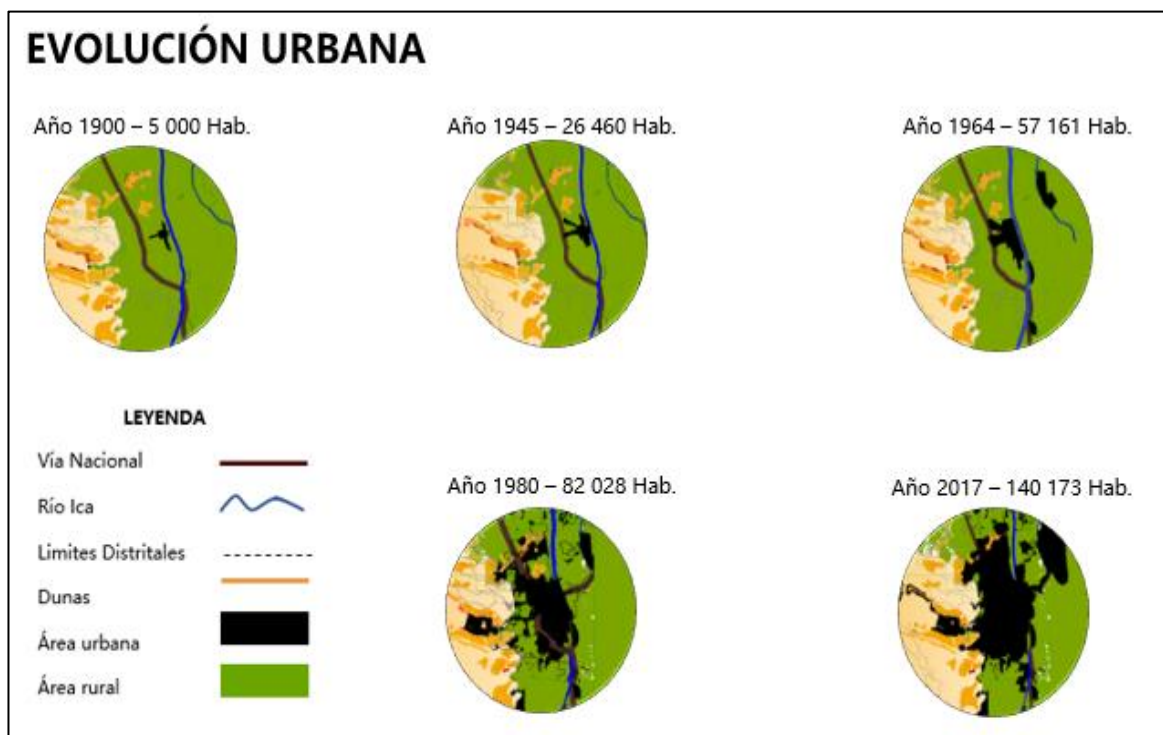 EVOLUCIÓN URBANA
Año 1900 – 5 000 Hab.
Año 1945 – 26 460 Hab.
Año 1964 – 57 161 Hab.
LEYENDA
Vía Nacional
Río Ica
Limites Distritales
Dunas
Área urbana
Área rural
Año 1980 – 82 028 Hab.
Año 2017 – 140 173 Hab.